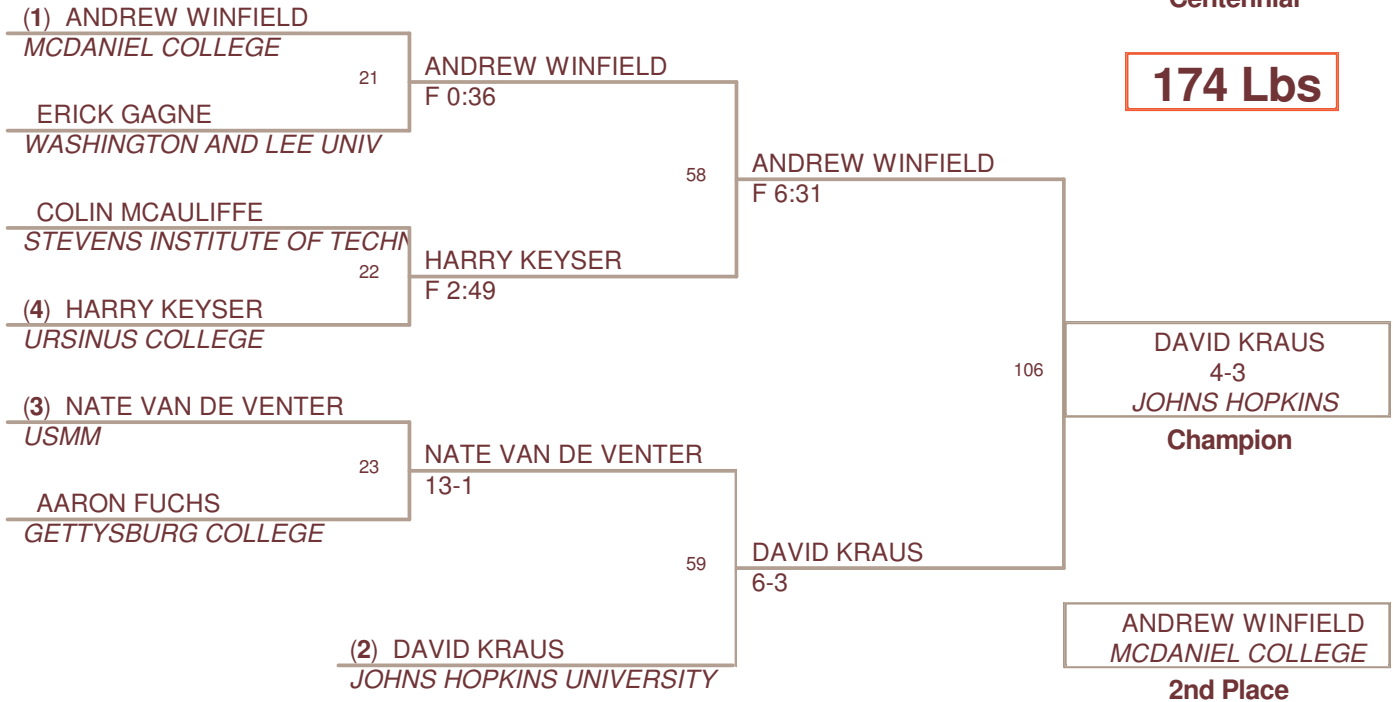 Centennial
174 Lbs
(1) ANDREW WINFIELD
MCDANIEL COLLEGE
21
ERICK GAGNE
WASHINGTON AND LEE UNIV
ANDREW WINFIELD
F 0:36
COLIN MCAULIFFE
STEVENS INSTITUTE OF TECHN
22
(4) HARRY KEYSER
URSINUS COLLEGE
HARRY KEYSER
F 2:49
58
ANDREW WINFIELD
F 6:31
(3) NATE VAN DE VENTER
USMM
23
AARON FUCHS
GETTYSBURG COLLEGE
NATE VAN DE VENTER
13-1
59
(2) DAVID KRAUS
JOHNS HOPKINS UNIVERSITY
DAVID KRAUS
6-3
106
DAVID KRAUS
4-3
JOHNS HOPKINS
Champion
ANDREW WINFIELD
MCDANIEL COLLEGE
2nd Place